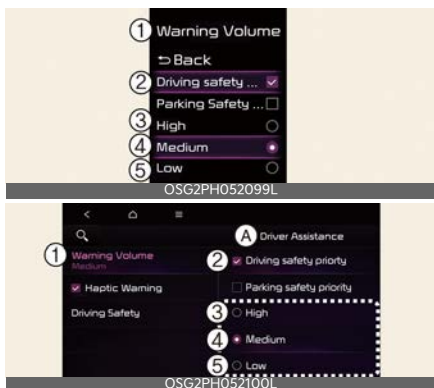 ① Warning Volume
Back
② Driving safety ...
Parking Safety ...
③ High
④ Medium
⑤ Low
OSG2PH052099L
Ⓐ Driver Assistance
① Warning Volume
Medium
② Driving safety priorty
Haptic Warning
Parking safety priority
Driving Safety
③ High
④ Medium
⑤ Low
OSG2PH052100L